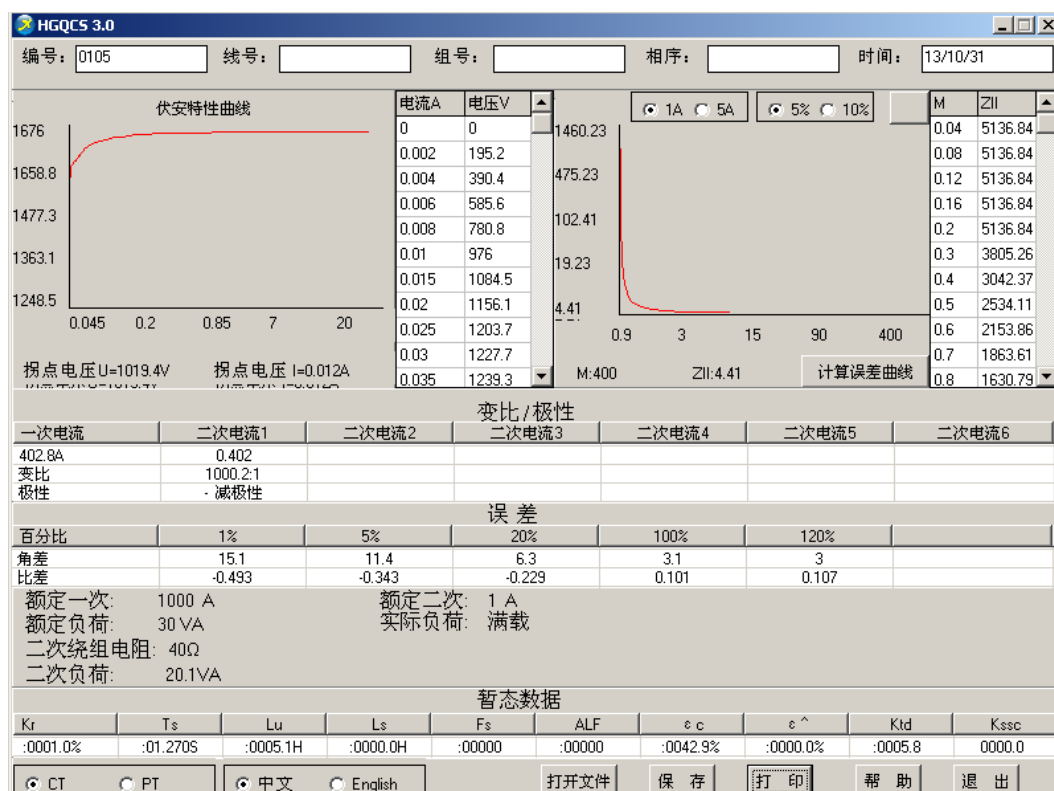 HGQCS 3.0
编号: 0105 线号: 组号: 相序: 时间: 13/10/31
伏安特性曲线
1676
1658.8
1477.3
1363.1
1248.5
0.045 0.2 0.85 7 20
拐点电压U=1019.4V 拐点电压 I=0.012A
电流A 电压V
0 0
0.002 195.2
0.004 390.4
0.006 585.6
0.008 780.8
0.01 976
0.015 1084.5
0.02 1156.1
0.025 1203.7
0.03 1227.7
0.035 1239.3
1A 5A 5% 10%
1460.23
475.23
102.41
19.23
4.41
0.9 3 15 90 400
M:400 ZII:4.41 计算误差曲线
M ZII
0.04 5136.84
0.08 5136.84
0.12 5136.84
0.16 5136.84
0.2 5136.84
0.3 3805.26
0.4 3042.37
0.5 2534.11
0.6 2153.86
0.7 1863.61
0.8 1630.79
变比/极性
一次电流 二次电流1 二次电流2 二次电流3 二次电流4 二次电流5 二次电流6
402.8A 0.402
变比 1000.2:1
极性 - 减极性
误 差
百分比 1% 5% 20% 100% 120%
角差 15.1 11.4 6.3 3.1 3
比差 -0.493 -0.343 -0.229 0.101 0.107
额定一次: 1000 A 额定二次: 1 A
额定负荷: 30 VA 实际负荷: 满载
二次绕组电阻: 40Ω
二次负荷: 20.1VA
暂态数据
Kr Ts Lu Ls Fs ALF ε c ε ^ Ktd Kssc
:0001.0% :01.270S :0005.1H :0000.0H :00000 :00000 :0042.9% :0000.0% :0005.8 0000.0
CT PT 中文 English 打开文件 保 存 打 印 帮 助 退 出